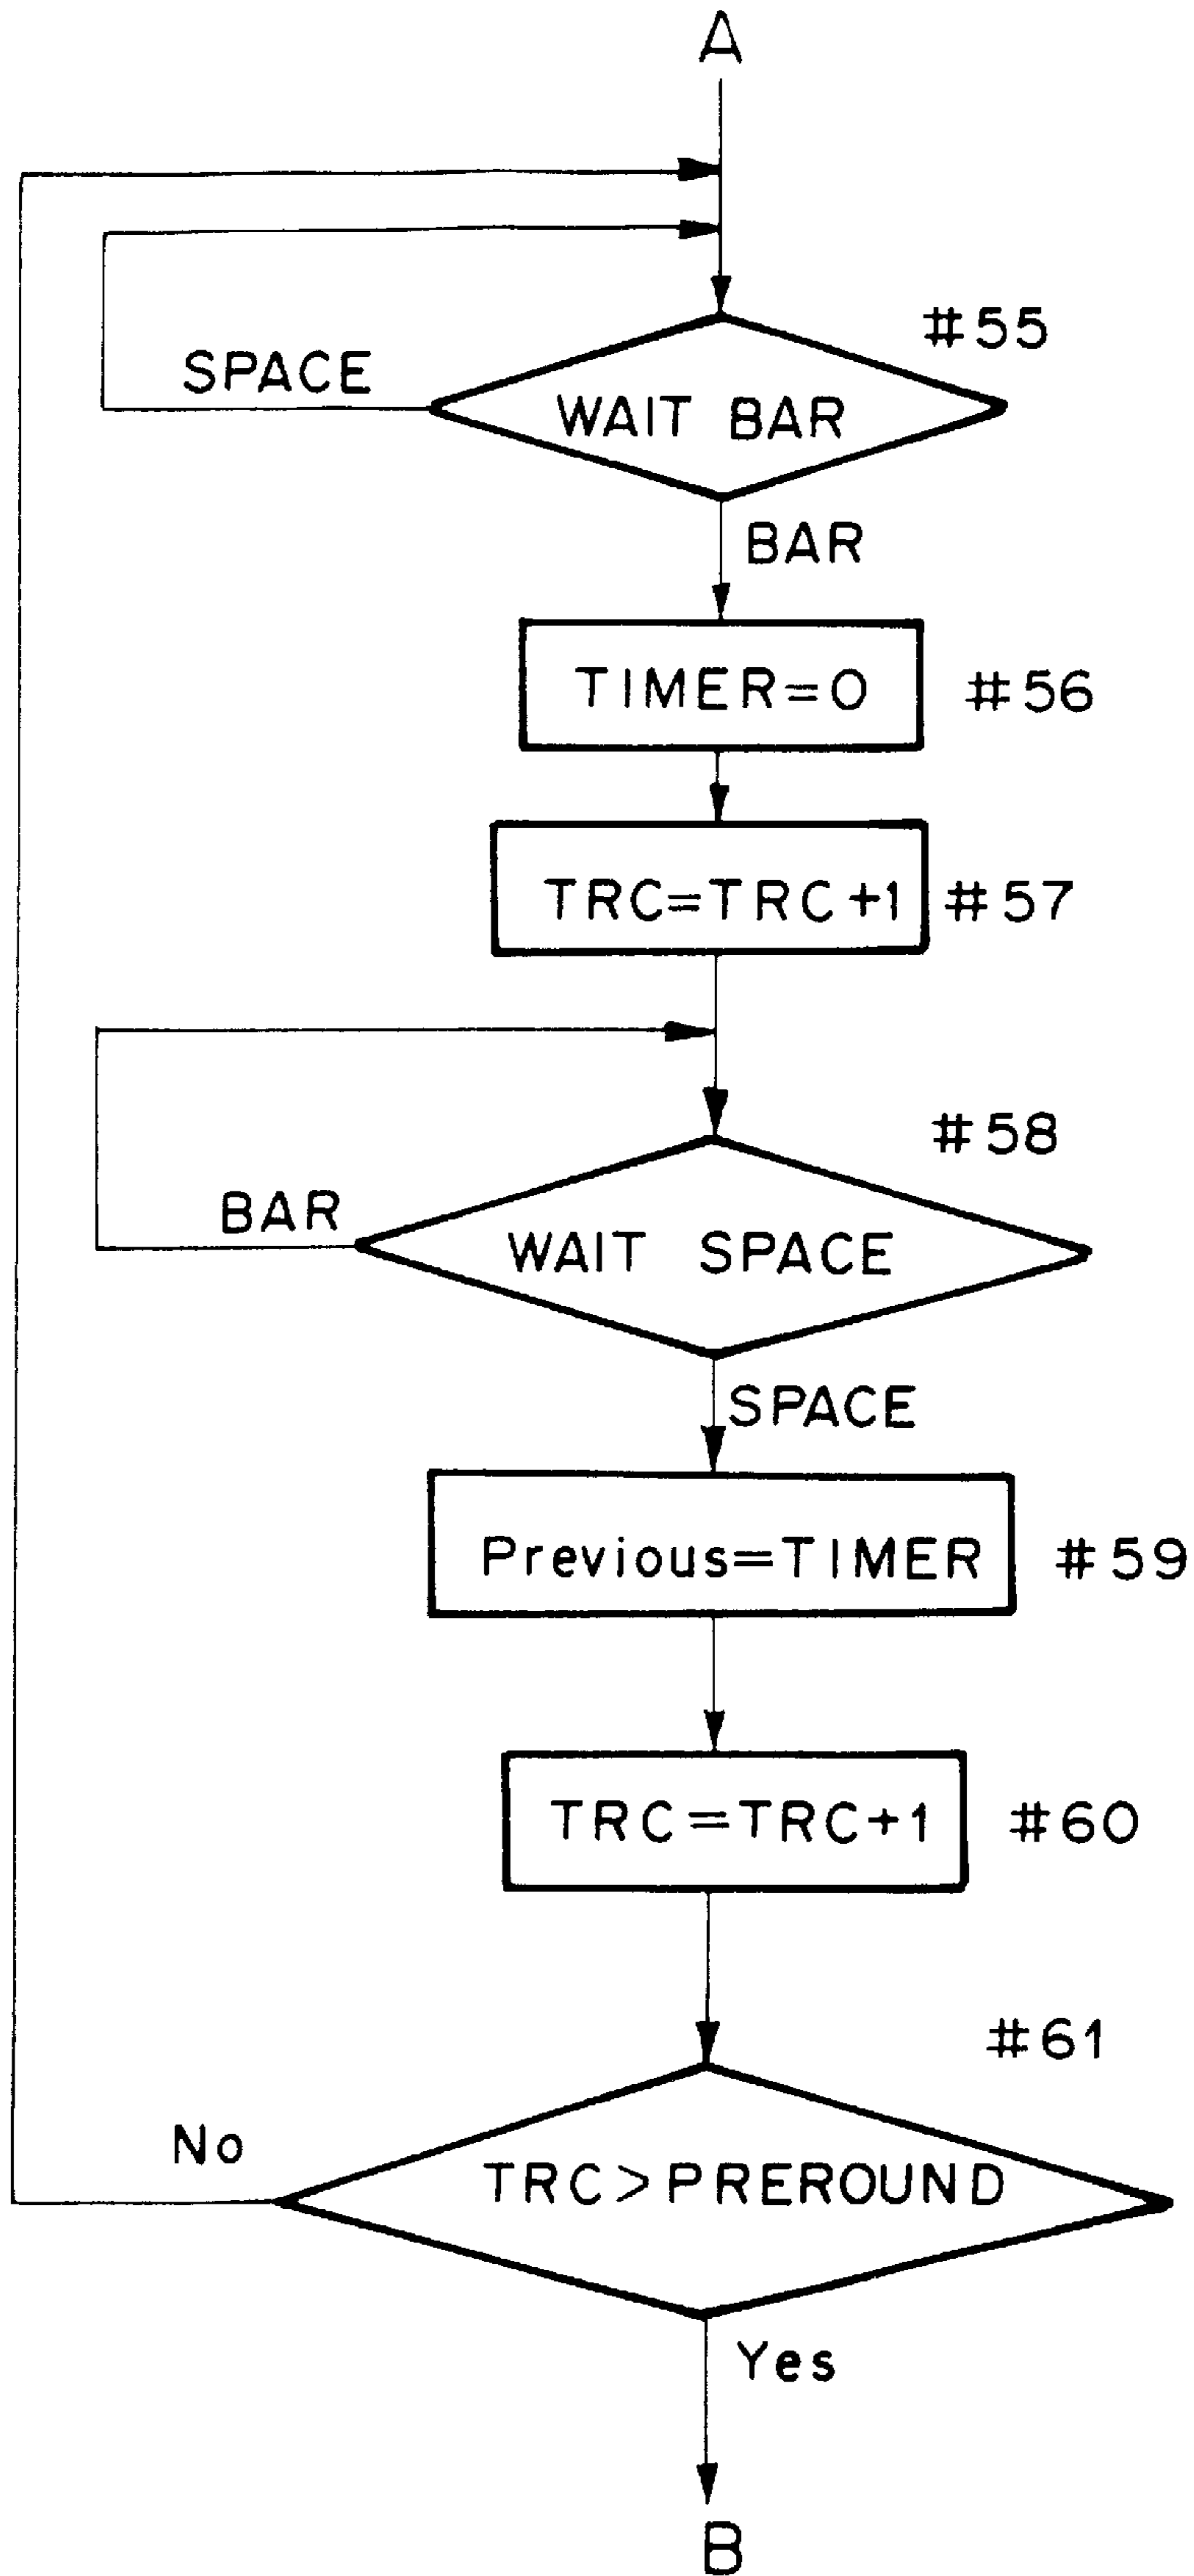 A
#55
SPACE
WAIT BAR
BAR
TIMER=0 #56
TRC=TRC+1 #57
#58
BAR
WAIT SPACE
SPACE
Previous=TIMER #59
TRC=TRC+1 #60
#61
No
TRC>PREROUND
Yes
B